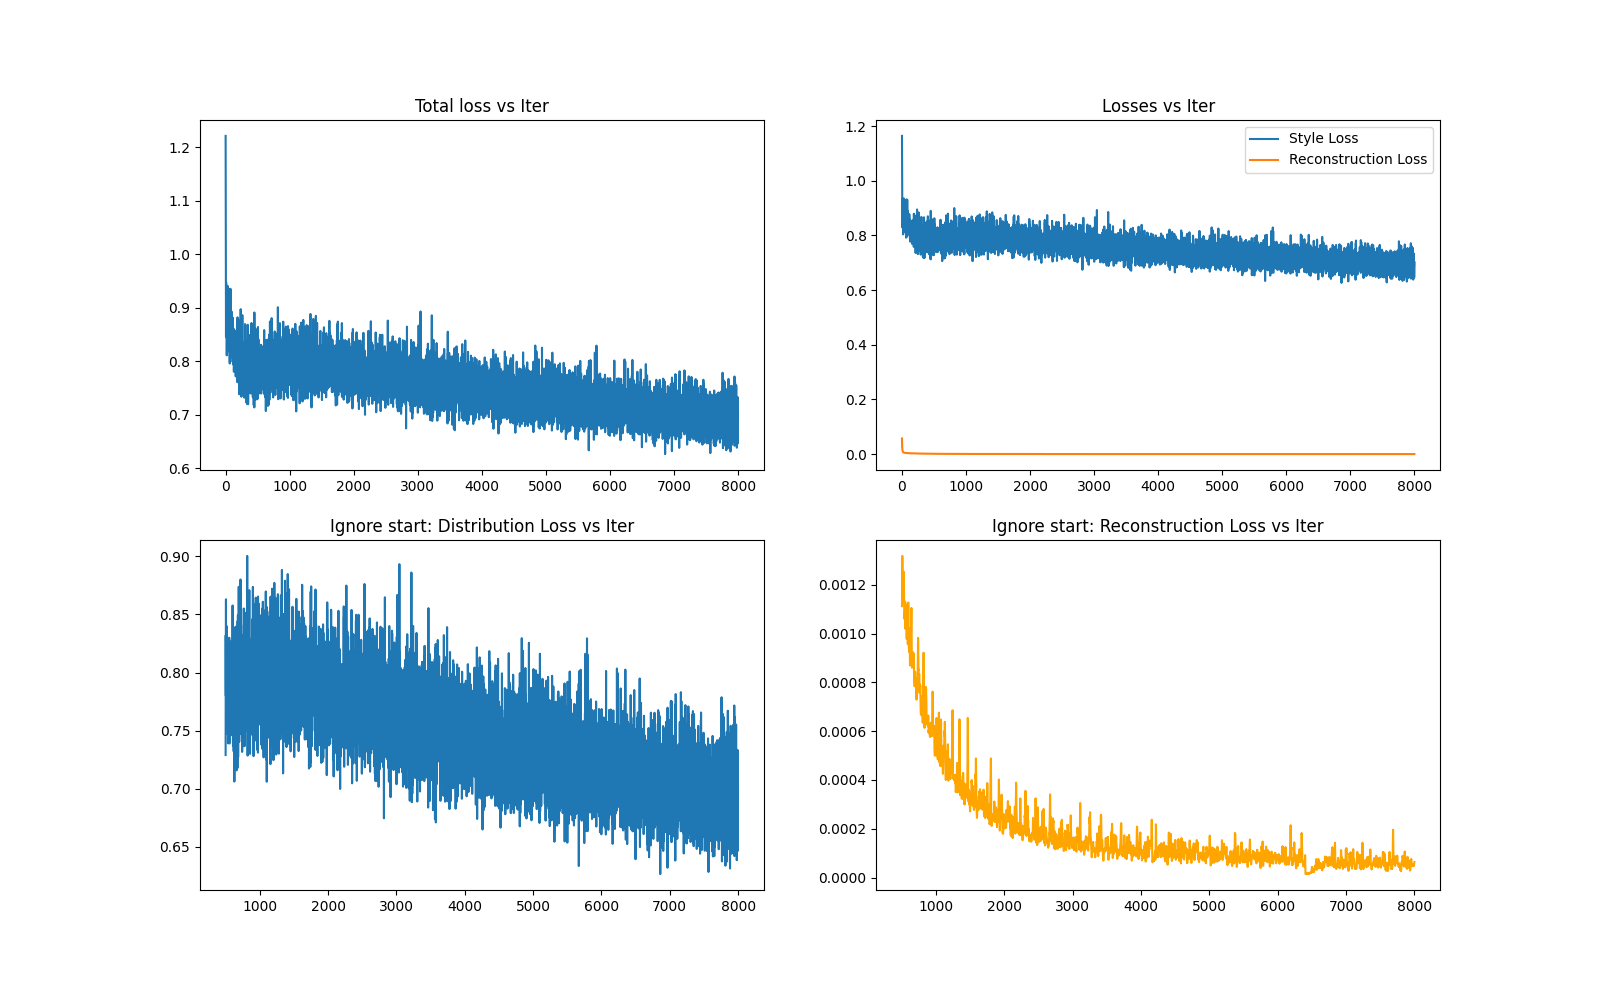 Total loss vs Iter
1.2
1.1
1.0
0.9
0.8
0.7
0.6
0 1000 2000 3000 4000 5000 6000 7000 8000
Losses vs Iter
Style Loss
Reconstruction Loss
1.2
1.0
0.8
0.6
0.4
0.2
0.0
0 1000 2000 3000 4000 5000 6000 7000 8000
Ignore start: Distribution Loss vs Iter
0.90
0.85
0.80
0.75
0.70
0.65
1000 2000 3000 4000 5000 6000 7000 8000
Ignore start: Reconstruction Loss vs Iter
0.0012
0.0010
0.0008
0.0006
0.0004
0.0002
0.0000
1000 2000 3000 4000 5000 6000 7000 8000